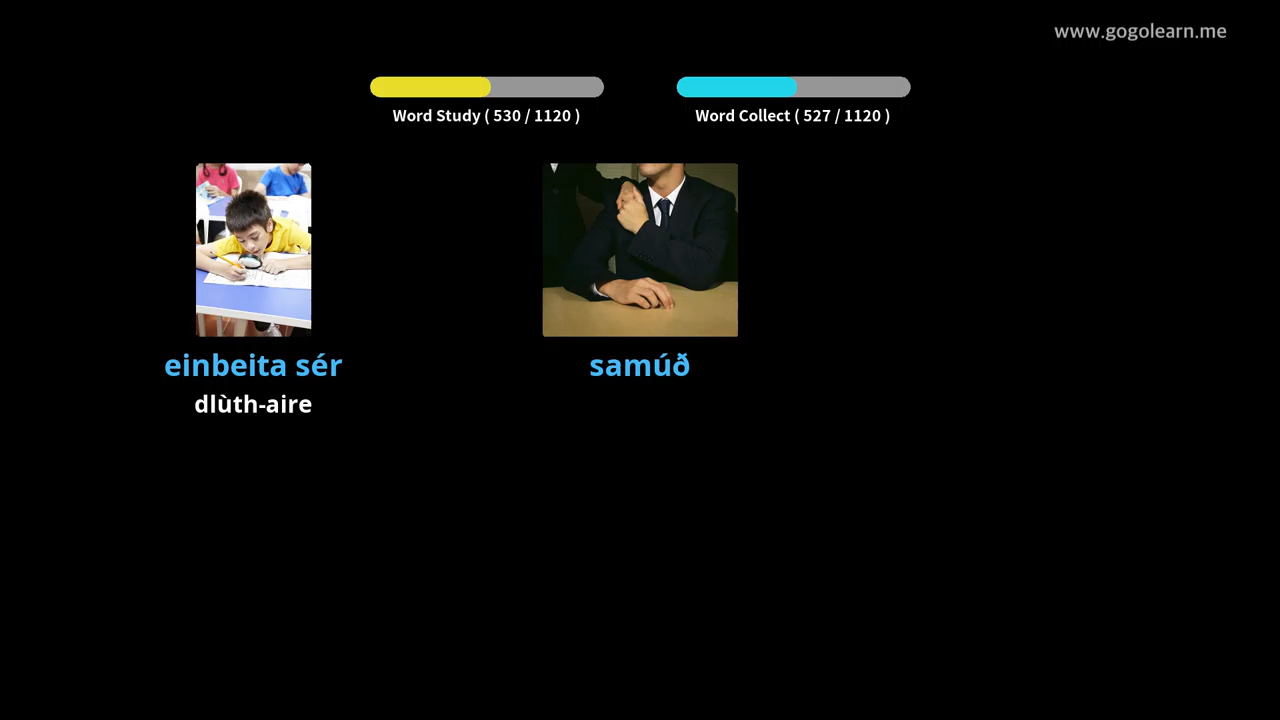 www.gogolearn.me
Word Study ( 530 / 1120 )
Word Collect ( 527 / 1120 )
einbeita sér
dlùth-aire
samúð